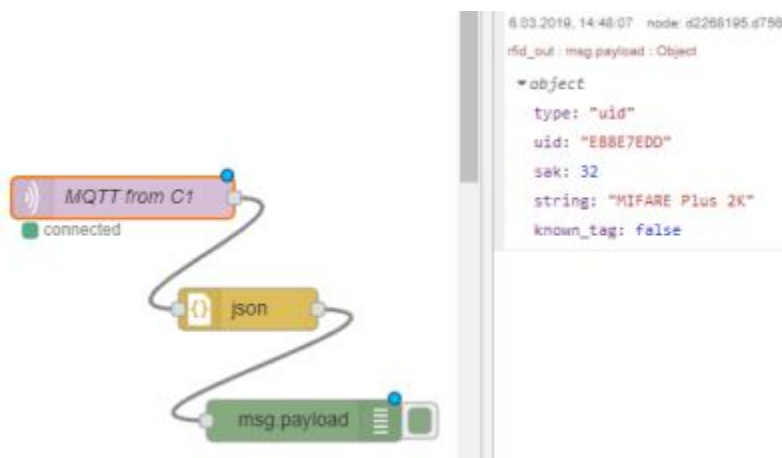 MQTT from C1
connected
json
msg.payload
6.03.2019, 14:48:07 node: d2268195.d756
rfid_out : msg.payload : Object
object
type: "uid"
uid: "EB8E7EDD"
sak: 32
string: "MIFARE Plus 2K"
known_tag: false